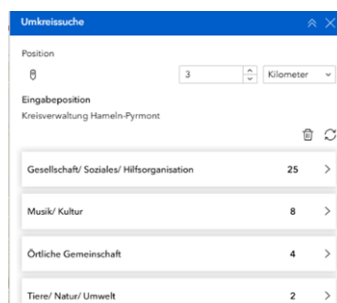 Umkreissuche
Position
3 Kilometer
Eingabeposition
Kreisverwaltung Hameln-Pyrmont
Gesellschaft/ Soziales/ Hilfsorganisation 25
Musik/ Kultur 8
Örtliche Gemeinschaft 4
Tiere/ Natur/ Umwelt 2